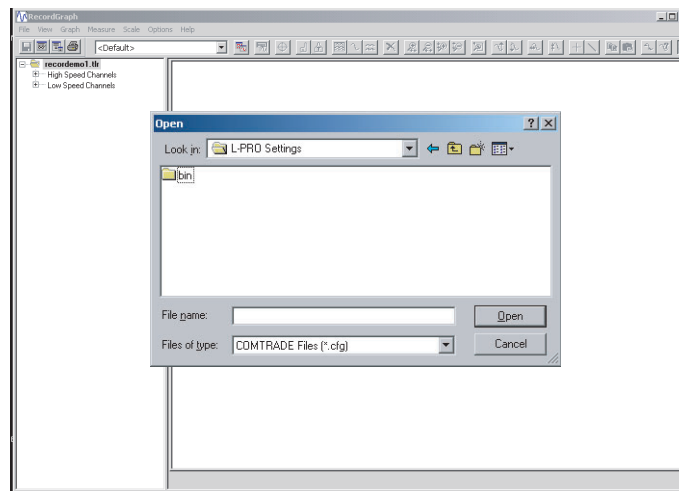 RecordGraph
File View Graph Measure Scale Options Help
<Default>
recordemo1.tlr
High Speed Channels
Low Speed Channels
Open
Look in: L-PRO Settings
bin
File name: Open
Files of type: COMTRADE Files (*.cfg) Cancel